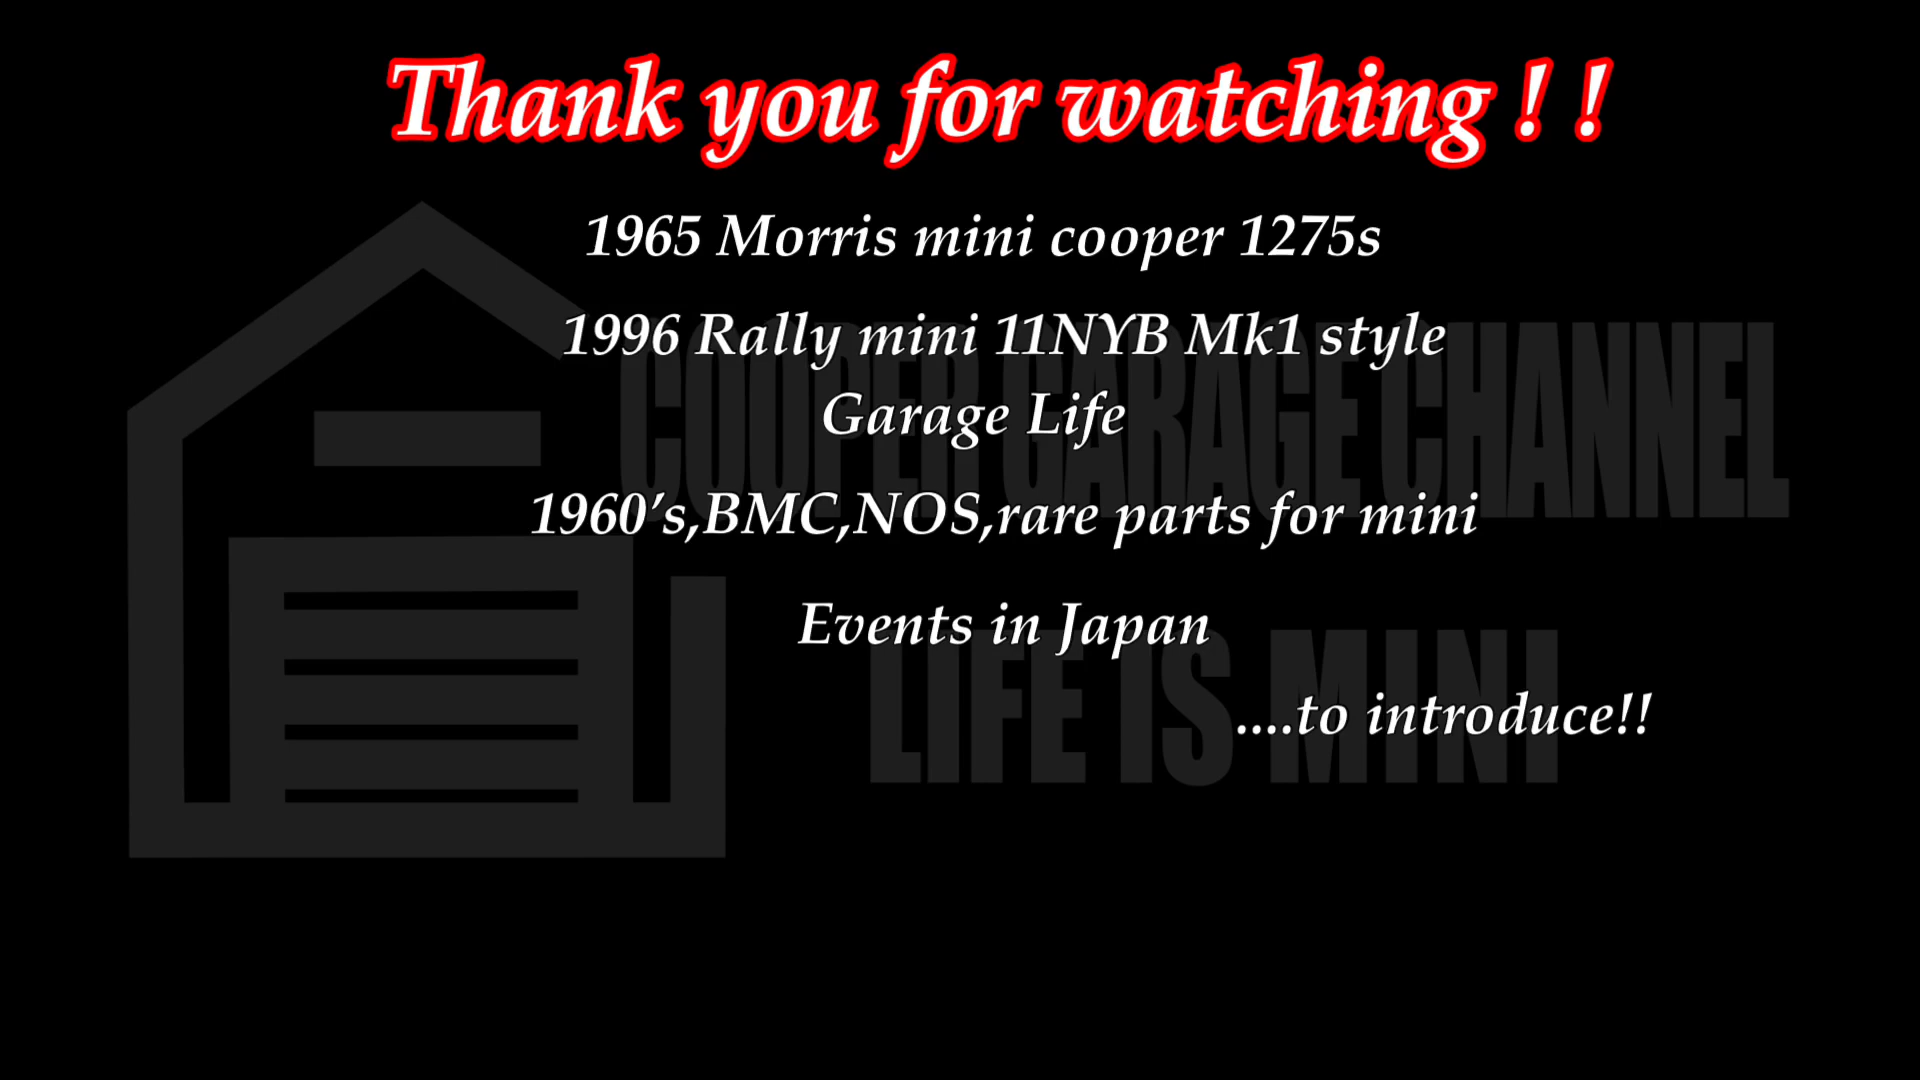 Thank you for watching ! !
1965 Morris mini cooper 1275s
1996 Rally mini 11NYB Mk1 style
COOPER GARAGE CHANNEL
Garage Life
1960’s,BMC,NOS,rare parts for mini
Events in Japan
LIFE IS MINI
....to introduce!!